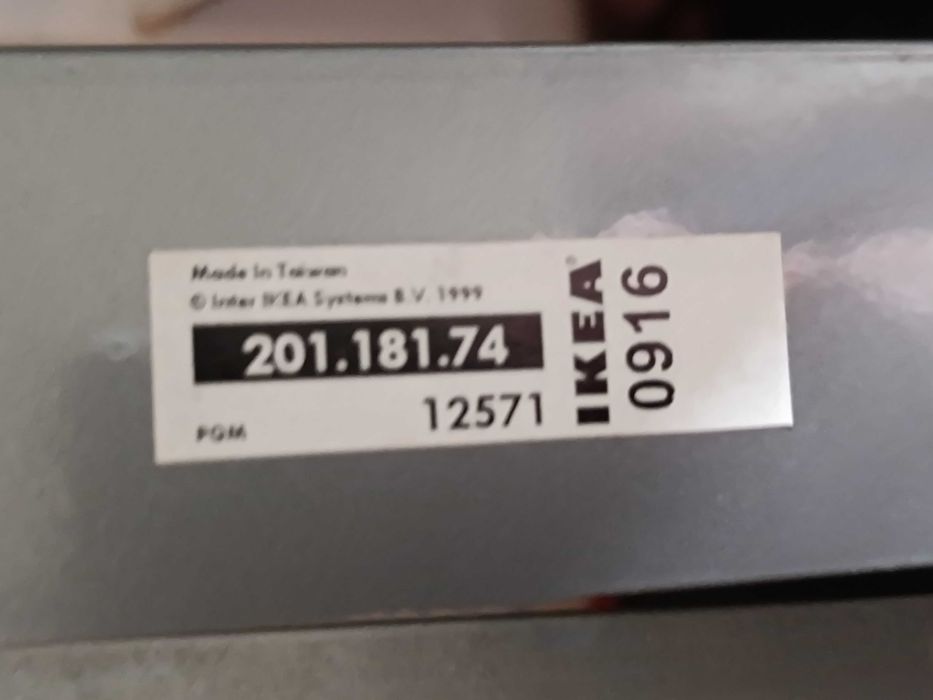 Made In Taiwan
© Inter IKEA Systems B.V. 1999
201.181.74
12571
PGM
IKEA®
0916